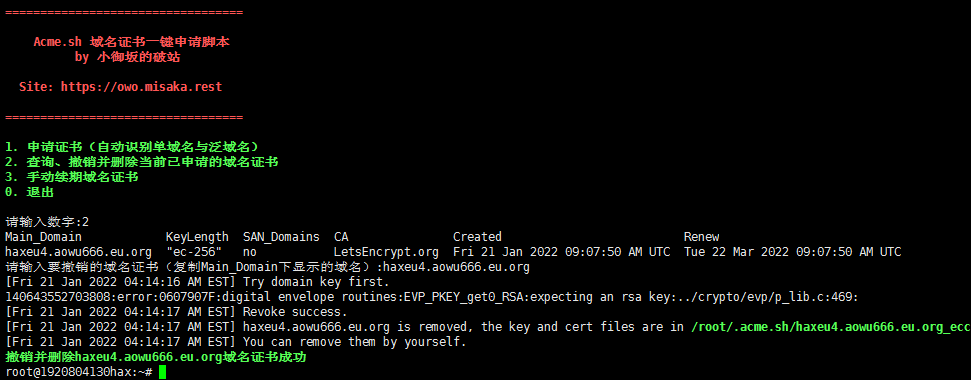 ==================================
Acme.sh 域名证书一键申请脚本
by 小御坂的破站
Site: https://owo.misaka.rest
==================================
1. 申请证书（自动识别单域名与泛域名）
2. 查询、撤销并删除当前已申请的域名证书
3. 手动续期域名证书
0. 退出
请输入数字:2
Main_Domain KeyLength SAN_Domains CA Created Renew
haxeu4.aowu666.eu.org "ec-256" no LetsEncrypt.org Fri 21 Jan 2022 09:07:50 AM UTC Tue 22 Mar 2022 09:07:50 AM UTC
请输入要撤销的域名证书（复制Main_Domain下显示的域名）:haxeu4.aowu666.eu.org
[Fri 21 Jan 2022 04:14:16 AM EST] Try domain key first.
140643552703808:error:0607907F:digital envelope routines:EVP_PKEY_get0_RSA:expecting an rsa key:../crypto/evp/p_lib.c:469:
[Fri 21 Jan 2022 04:14:17 AM EST] Revoke success.
[Fri 21 Jan 2022 04:14:17 AM EST] haxeu4.aowu666.eu.org is removed, the key and cert files are in /root/.acme.sh/haxeu4.aowu666.eu.org_ecc
[Fri 21 Jan 2022 04:14:17 AM EST] You can remove them by yourself.
撤销并删除haxeu4.aowu666.eu.org域名证书成功
root@1920804130hax:~#